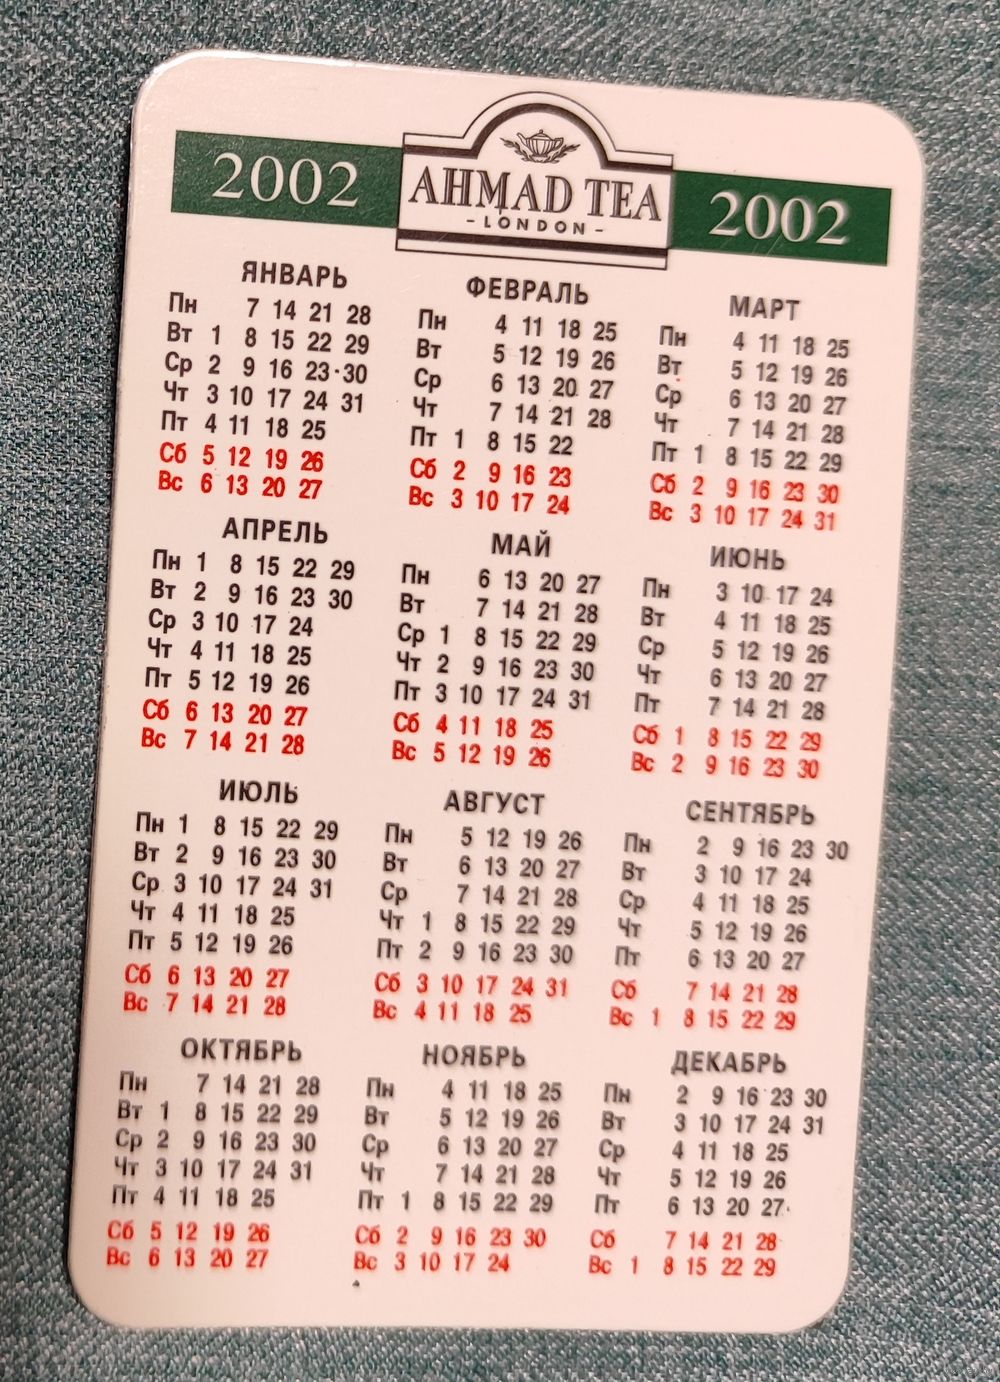 2002
AHMAD TEA
- LONDON -
2002
ЯНВАРЬ
Пн 7 14 21 28
Вт 1 8 15 22 29
Ср 2 9 16 23 30
Чт 3 10 17 24 31
Пт 4 11 18 25
Сб 5 12 19 26
Вс 6 13 20 27
ФЕВРАЛЬ
Пн 4 11 18 25
Вт 5 12 19 26
Ср 6 13 20 27
Чт 7 14 21 28
Пт 1 8 15 22
Сб 2 9 16 23
Вс 3 10 17 24
МАРТ
Пн 4 11 18 25
Вт 5 12 19 26
Ср 6 13 20 27
Чт 7 14 21 28
Пт 1 8 15 22 29
Сб 2 9 16 23 30
Вс 3 10 17 24 31
АПРЕЛЬ
Пн 1 8 15 22 29
Вт 2 9 16 23 30
Ср 3 10 17 24
Чт 4 11 18 25
Пт 5 12 19 26
Сб 6 13 20 27
Вс 7 14 21 28
МАЙ
Пн 6 13 20 27
Вт 7 14 21 28
Ср 1 8 15 22 29
Чт 2 9 16 23 30
Пт 3 10 17 24 31
Сб 4 11 18 25
Вс 5 12 19 26
ИЮНЬ
Пн 3 10 17 24
Вт 4 11 18 25
Ср 5 12 19 26
Чт 6 13 20 27
Пт 7 14 21 28
Сб 1 8 15 22 29
Вс 2 9 16 23 30
ИЮЛЬ
Пн 1 8 15 22 29
Вт 2 9 16 23 30
Ср 3 10 17 24 31
Чт 4 11 18 25
Пт 5 12 19 26
Сб 6 13 20 27
Вс 7 14 21 28
АВГУСТ
Пн 5 12 19 26
Вт 6 13 20 27
Ср 7 14 21 28
Чт 1 8 15 22 29
Пт 2 9 16 23 30
Сб 3 10 17 24 31
Вс 4 11 18 25
СЕНТЯБРЬ
Пн 2 9 16 23 30
Вт 3 10 17 24
Ср 4 11 18 25
Чт 5 12 19 26
Пт 6 13 20 27
Сб 7 14 21 28
Вс 1 8 15 22 29
ОКТЯБРЬ
Пн 7 14 21 28
Вт 1 8 15 22 29
Ср 2 9 16 23 30
Чт 3 10 17 24 31
Пт 4 11 18 25
Сб 5 12 19 26
Вс 6 13 20 27
НОЯБРЬ
Пн 4 11 18 25
Вт 5 12 19 26
Ср 6 13 20 27
Чт 7 14 21 28
Пт 1 8 15 22 29
Сб 2 9 16 23 30
Вс 3 10 17 24
ДЕКАБРЬ
Пн 2 9 16 23 30
Вт 3 10 17 24 31
Ср 4 11 18 25
Чт 5 12 19 26
Пт 6 13 20 27
Сб 7 14 21 28
Вс 1 8 15 22 29